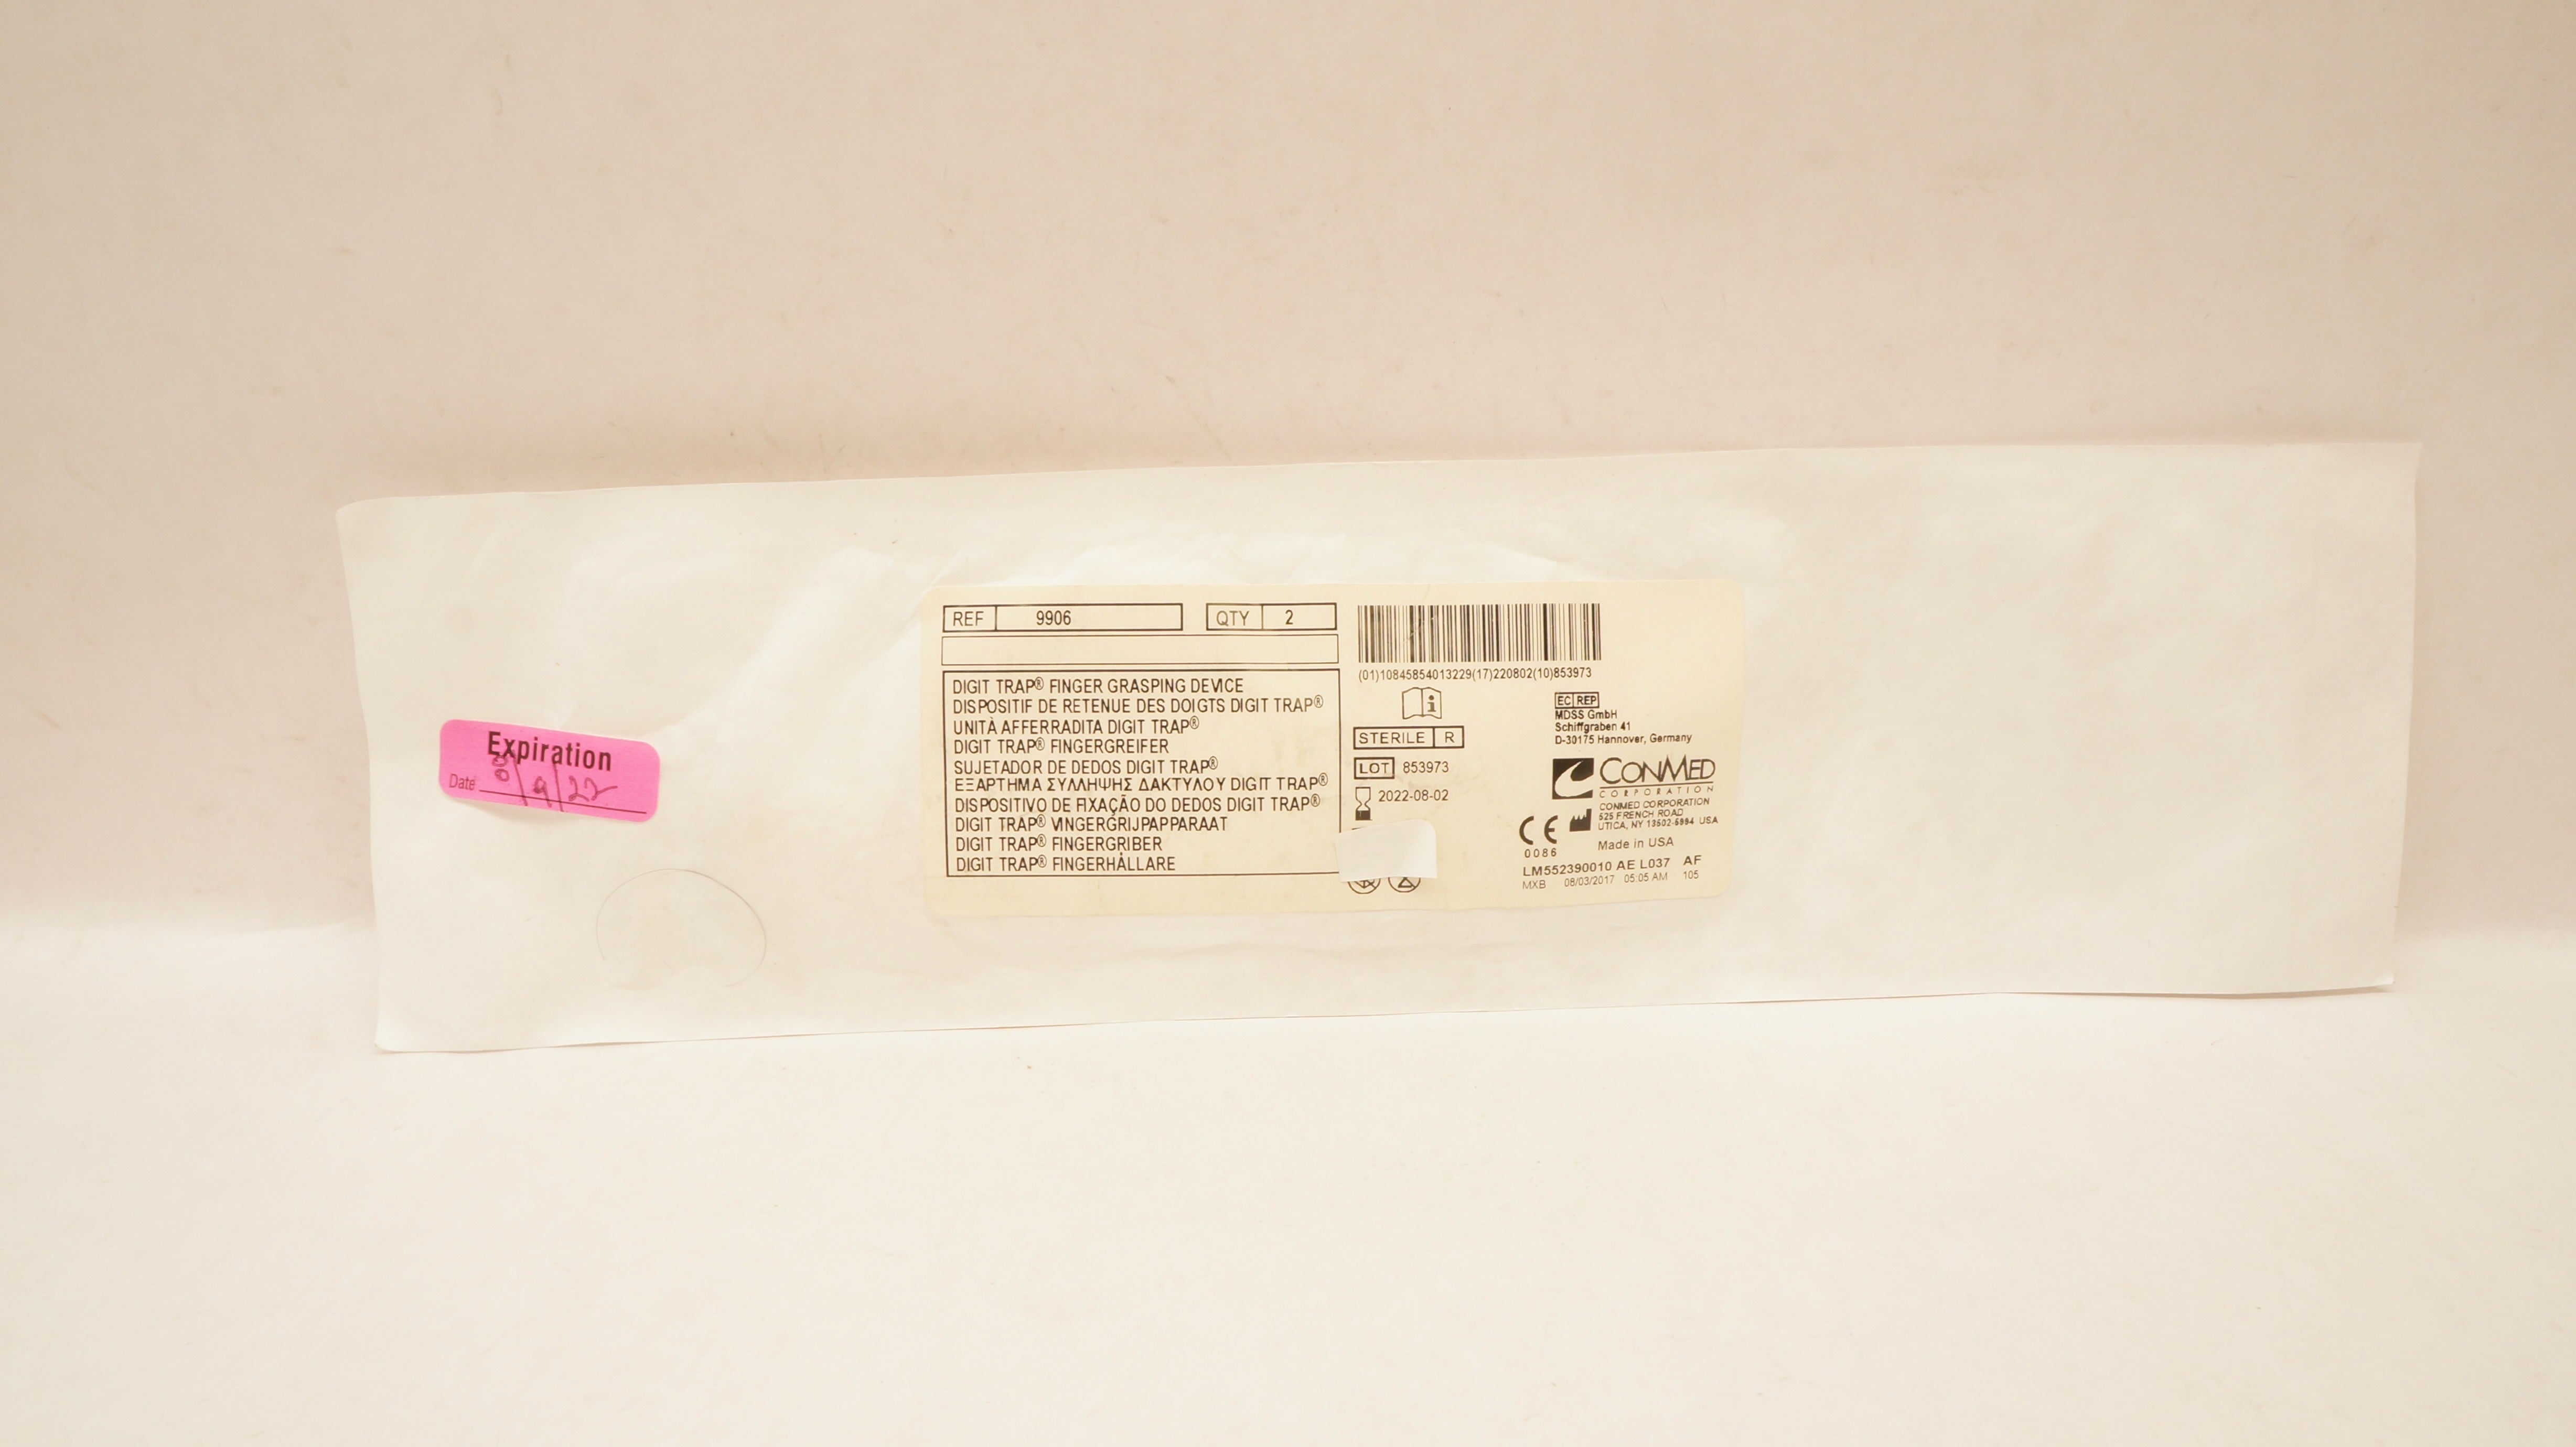 REF 9906 QTY 2
DIGIT TRAP® FINGER GRASPING DEVICE
DISPOSITIF DE RETENUE DES DOIGTS DIGIT TRAP®
UNITÀ AFFERRADITA DIGIT TRAP®
DIGIT TRAP® FINGERGREIFER
SUJETADOR DE DEDOS DIGIT TRAP®
ΕΞΑΡΤΗΜΑ ΣΥΛΛΗΨΗΣ ΔΑΚΤΥΛΟΥ DIGIT TRAP®
DISPOSITIVO DE FIXAÇÃO DO DEDOS DIGIT TRAP®
DIGIT TRAP® VINGERGRIJPAPPARAAT
DIGIT TRAP® FINGERGRIBER
DIGIT TRAP® FINGERHÅLLARE
(01)10845854013229(17)220802(10)853973
STERILE R
LOT 853973
2022-08-02
EC REP
MDSS GmbH
Schiffgraben 41
D-30175 Hannover, Germany
CONMED
CORPORATION
CONMED CORPORATION
525 FRENCH ROAD
UTICA, NY 13502-5994 USA
CE
0086
Made in USA
LM552390010 AE L037 AF
MXB 08/03/2017 05:05 AM 105
Expiration
Date /9/22